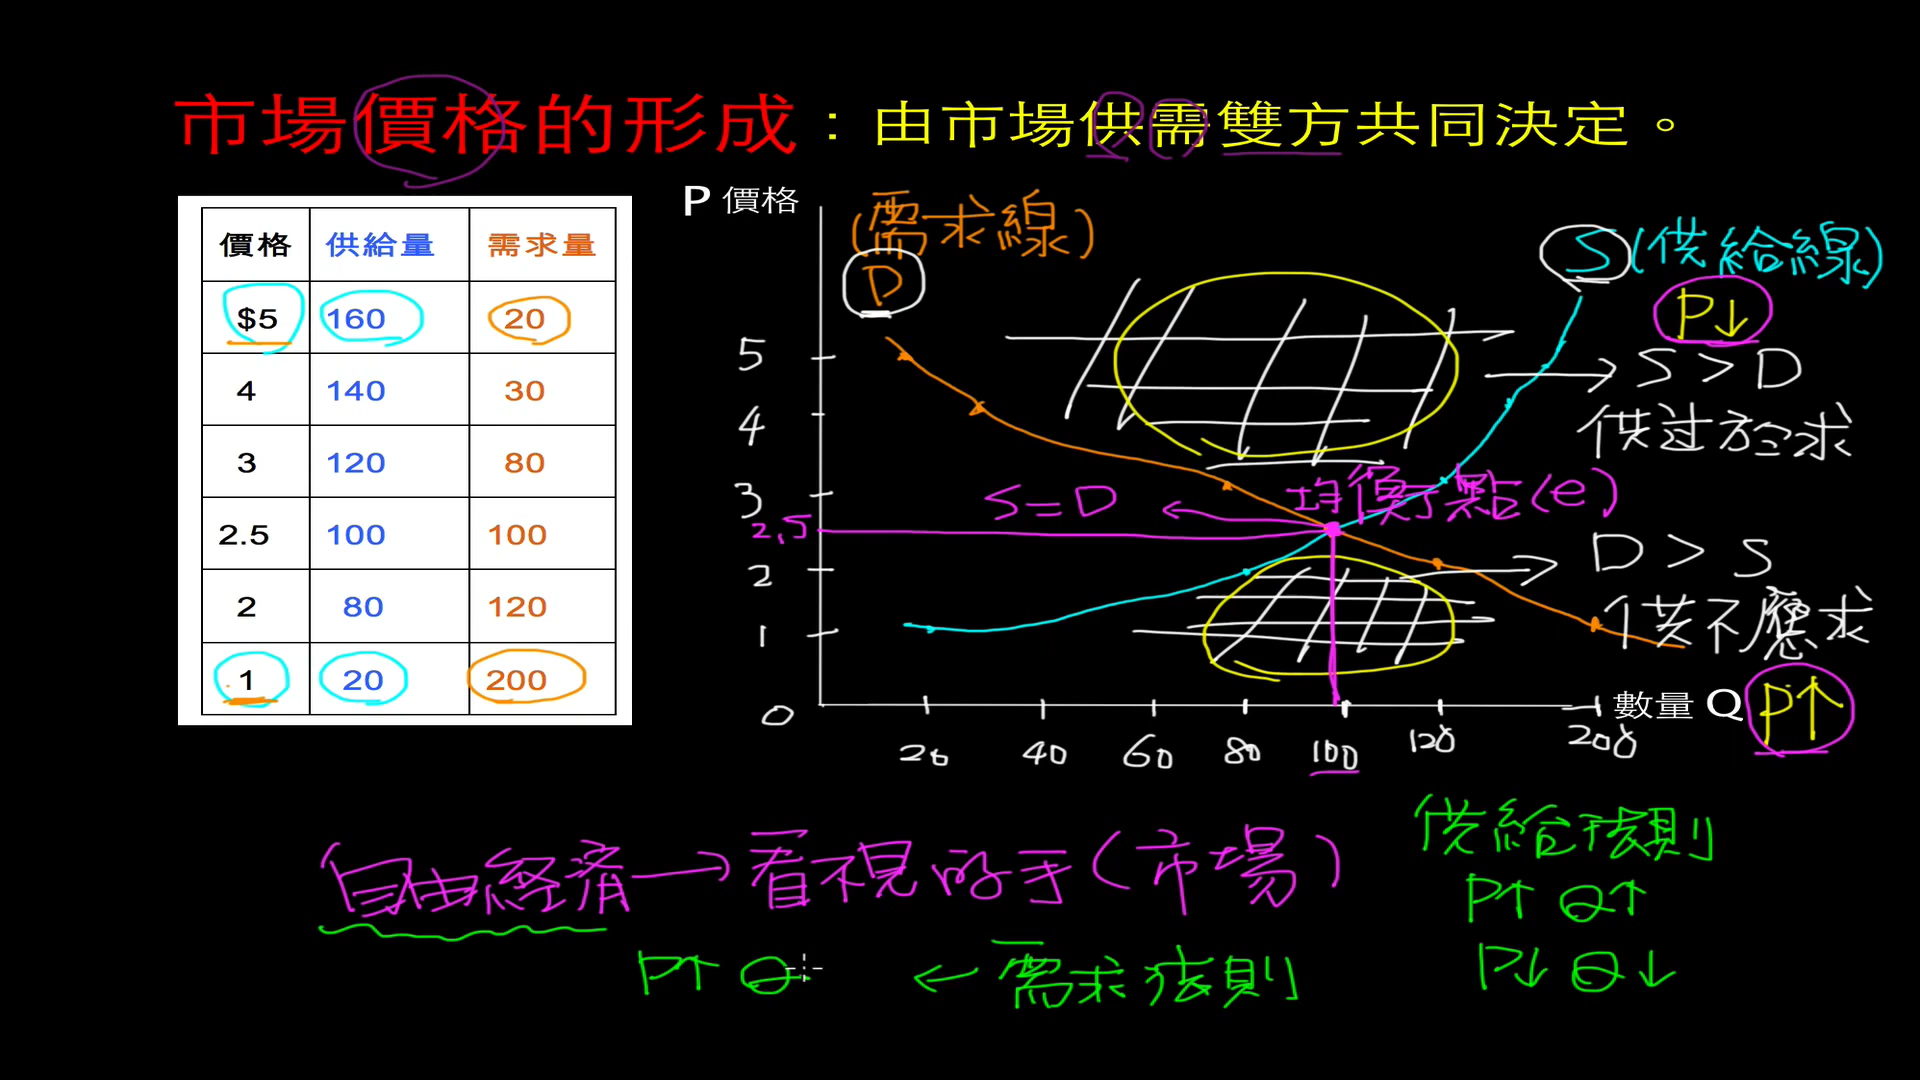 市場價格的形成：由市場供需雙方共同決定。
價格 供給量 需求量
$5 160 20
4 140 30
3 120 80
2.5 100 100
2 80 120
1 20 200
P 價格
(需求線)
D
S(供給線)
P↓
5
4
3
2.5
2
1
0
S > D
供过於求
S=D ← 均衡點(e)
D > S
供不應求
20 40 60 80 100 120 200
數量 Q
P↑
自由經濟→看不見的手(市場)
供給法則
P↑ Q↑
P↓ Q↓
P↑ Q ← 需求法則